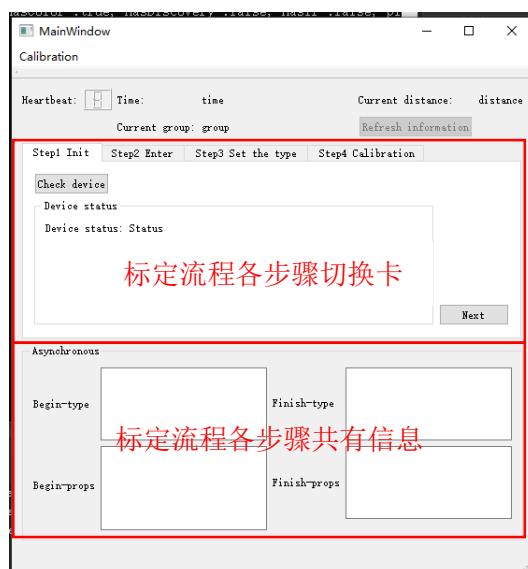 MainWindow
Calibration
Heartbeat: Time: time Current distance: distance
Current group: group Refresh information
Step1 Init Step2 Enter Step3 Set the type Step4 Calibration
Check device
Device status
Device status: Status
标定流程各步骤切换卡
Next
Asynchronous
Begin-type Finish-type
标定流程各步骤共有信息
Begin-props Finish-props